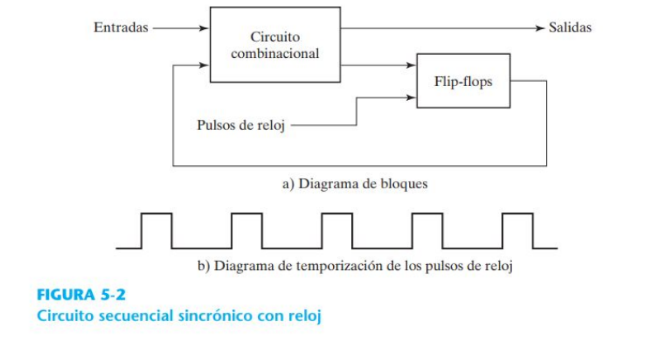 Entradas
Circuito
combinacional
Salidas
Flip-flops
Pulsos de reloj
a) Diagrama de bloques
b) Diagrama de temporización de los pulsos de reloj
FIGURA 5-2
Circuito secuencial sincrónico con reloj